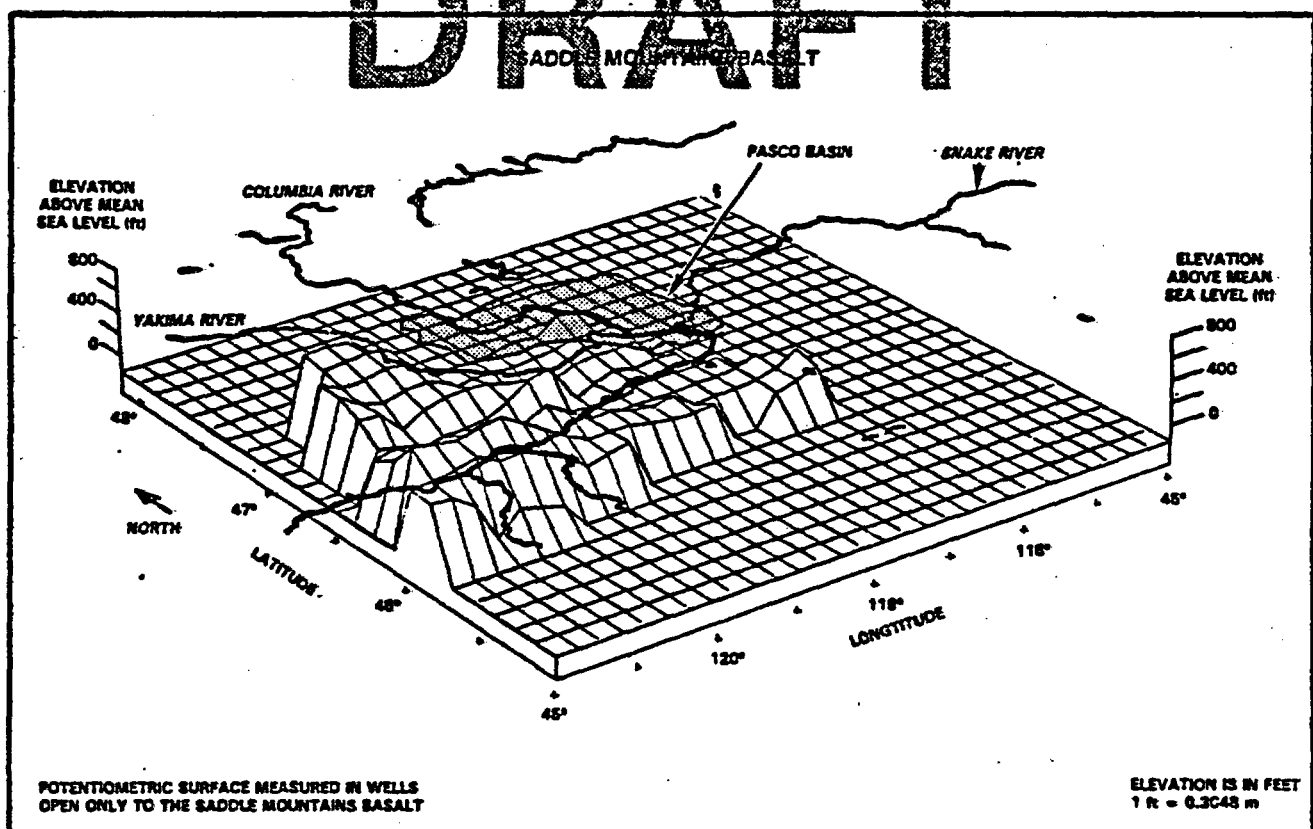 DRAFT
SADDLE MOUNTAINS BASALT
PASCO BASIN
SNAKE RIVER
COLUMBIA RIVER
ELEVATION
ABOVE MEAN
SEA LEVEL (ft)
800
400
0
YAKIMA RIVER
ELEVATION
ABOVE MEAN
SEA LEVEL (ft)
800
400
0
48°
47°
46°
45°
NORTH
LATITUDE
120°
118°
116°
45°
LONGTITUDE
POTENTIOMETRIC SURFACE MEASURED IN WELLS
OPEN ONLY TO THE SADDLE MOUNTAINS BASALT
ELEVATION IS IN FEET
1 ft = 0.3048 m